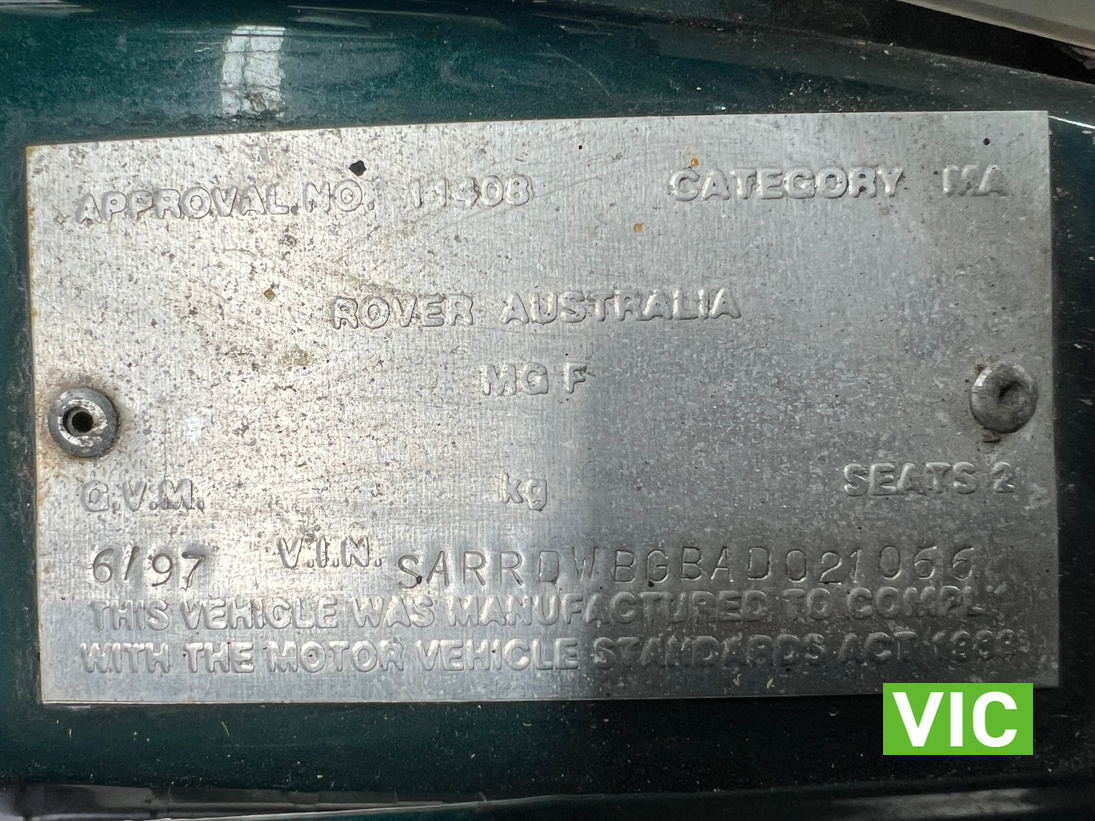 APPROVAL NO. 11408 CATEGORY MA
ROVER AUSTRALIA
MG F
G.V.M. kg SEATS 2
6/97 V.I.N. SARRDWBGBAD021066
THIS VEHICLE WAS MANUFACTURED TO COMPLY
WITH THE MOTOR VEHICLE STANDARDS ACT 1989
VIC